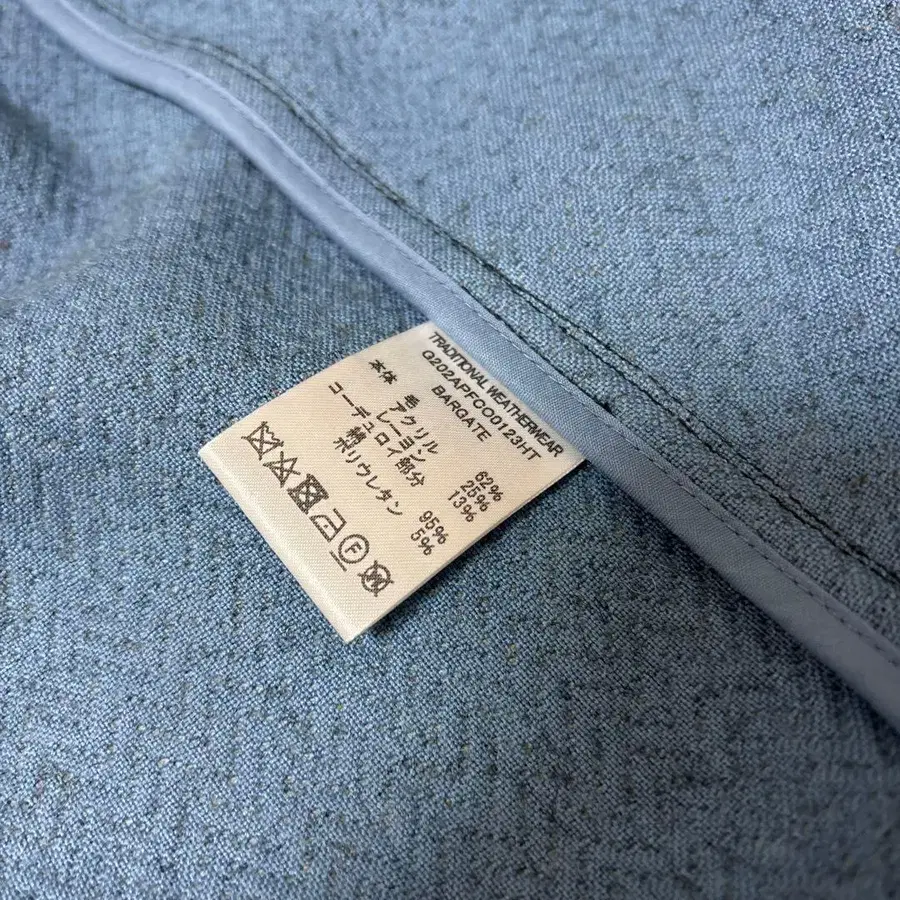 TRADITIONAL WEATHERWEAR
G202APFCO0123HT
BARGATE
本体 毛 62%
アクリル 25%
レーヨン 13%
コーデュロイ部分
綿 95%
ポリウレタン 5%
F W